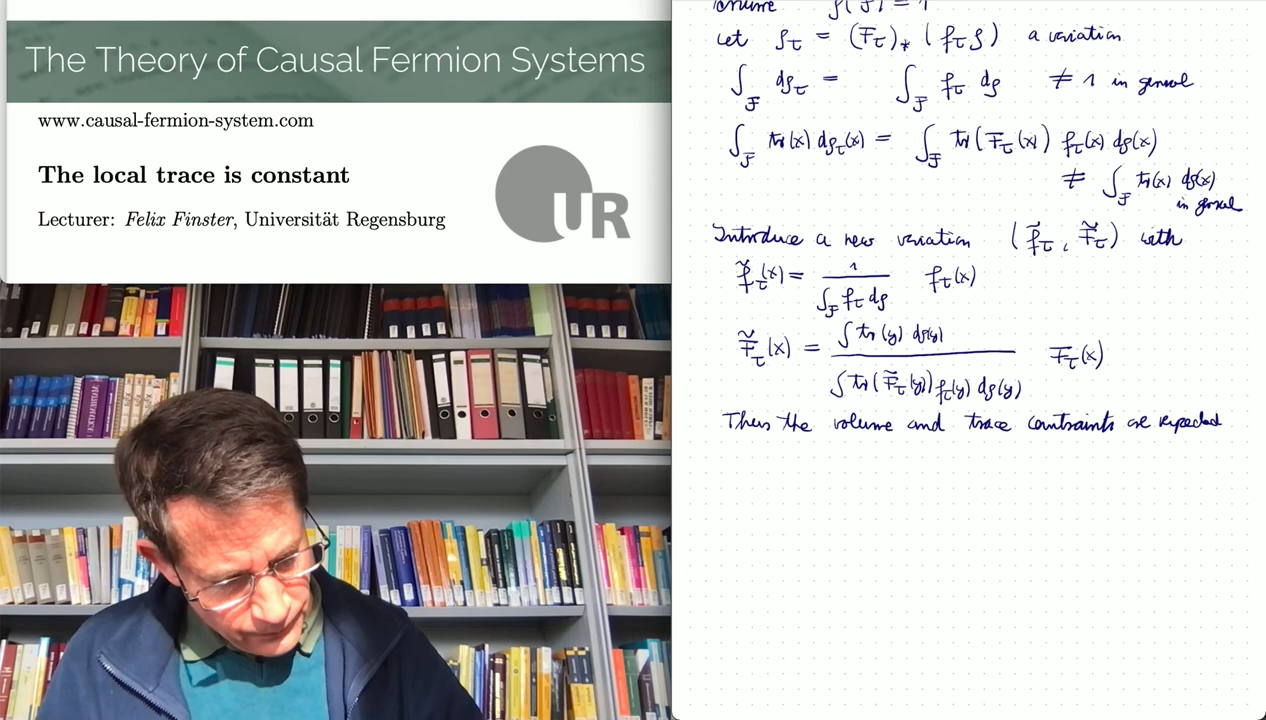 The Theory of Causal Fermion Systems
www.causal-fermion-system.com
The local trace is constant
Lecturer: Felix Finster, Universität Regensburg
UR
Let ρ_τ = (F_τ)_* (f_τ ρ) a variation
∫_F dρ_τ = ∫_F f_τ dρ ≠ 1 in general
∫_F tr(x) dρ_τ(x) = ∫_F tr(F_τ(x)) f_τ(x) dρ(x)
≠ ∫_F tr(x) dρ(x)
in general
Introduce a new variation (f̃_τ, F̃_τ) with
f̃_τ(x) = 1 / ∫_F f_τ dρ f_τ(x)
F̃_τ(x) = ∫ tr(y) dρ(y) / ∫ tr(F̃_τ(y)) f_τ(y) dρ(y) F_τ(x)
Then the volume and trace constraints are respected